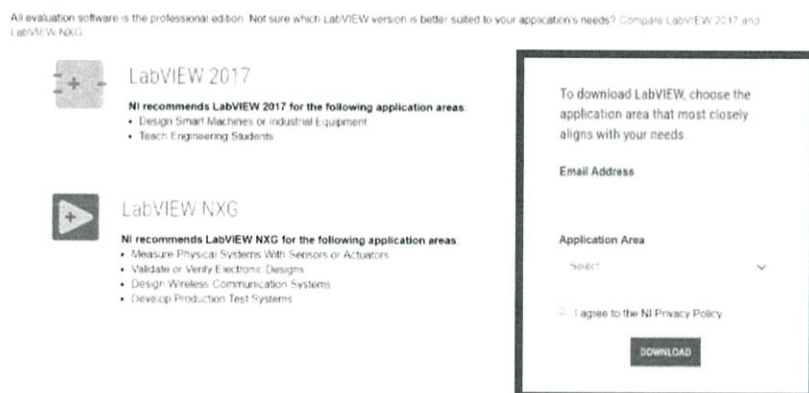 All evaluation software is the professional edition. Not sure which LabVIEW version is better suited to your application's needs? Compare LabVIEW 2017 and
LabVIEW NXG
LabVIEW 2017
NI recommends LabVIEW 2017 for the following application areas:
• Design Smart Machines or Industrial Equipment
• Teach Engineering Students
LabVIEW NXG
NI recommends LabVIEW NXG for the following application areas:
• Measure Physical Systems With Sensors or Actuators
• Validate or Verify Electronic Designs
• Design Wireless Communication Systems
• Develop Production Test Systems
To download LabVIEW, choose the
application area that most closely
aligns with your needs.
Email Address
Application Area
Select
I agree to the NI Privacy Policy
DOWNLOAD